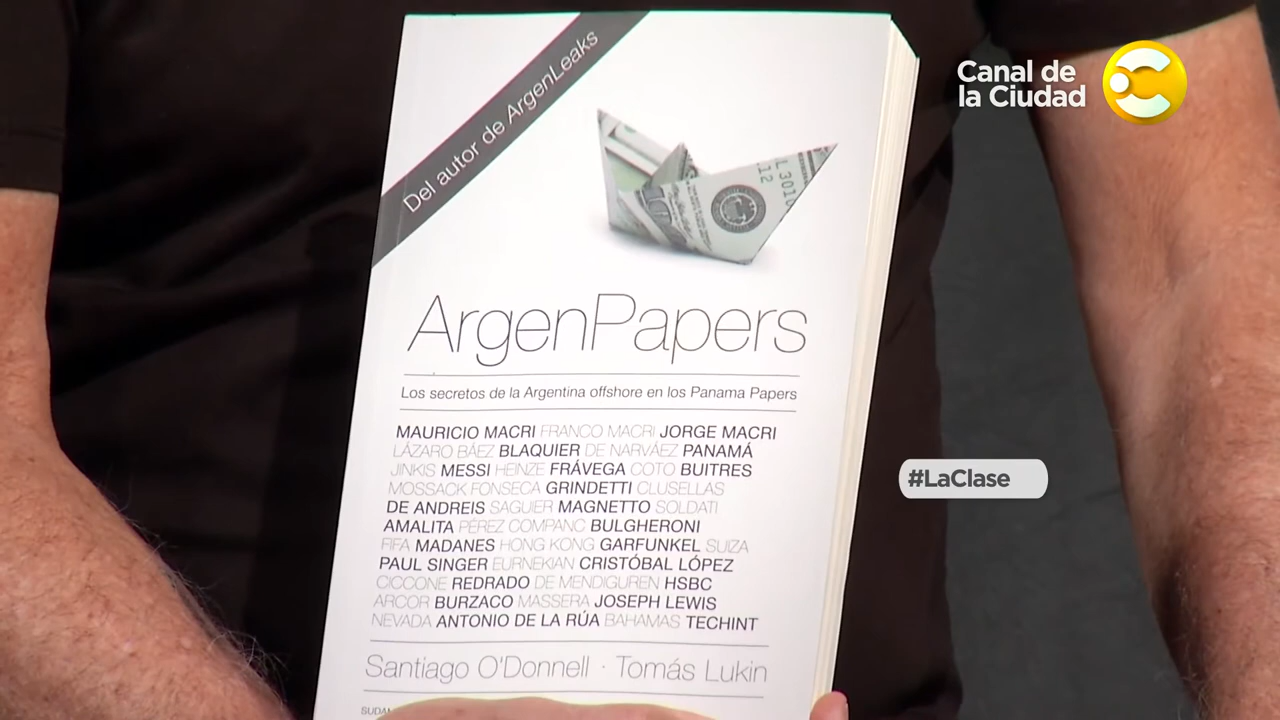 Del autor de ArgenLeaks
Canal de
la Ciudad
ArgenPapers
Los secretos de la Argentina offshore en los Panama Papers
MAURICIO MACRI FRANCO MACRI JORGE MACRI
LÁZARO BÁEZ BLAQUIER DE NARVÁEZ PANAMÁ
JINKIS MESSI HEINZE FRÁVEGA COTO BUITRES
MOSSACK FONSECA GRINDETTI CLUSELLAS
DE ANDREIS SAGUIER MAGNETTO SOLDATI
AMALITA PÉREZ COMPANC BULGHERONI
FIFA MADANES HONG KONG GARFUNKEL SUIZA
PAUL SINGER EURNEKIAN CRISTÓBAL LÓPEZ
CICCONE REDRADO DE MENDIGUREN HSBC
ARCOR BURZACO MASSERA JOSEPH LEWIS
NEVADA ANTONIO DE LA RÚA BAHAMAS TECHINT
Santiago O'Donnell · Tomás Lukin
#LaClase